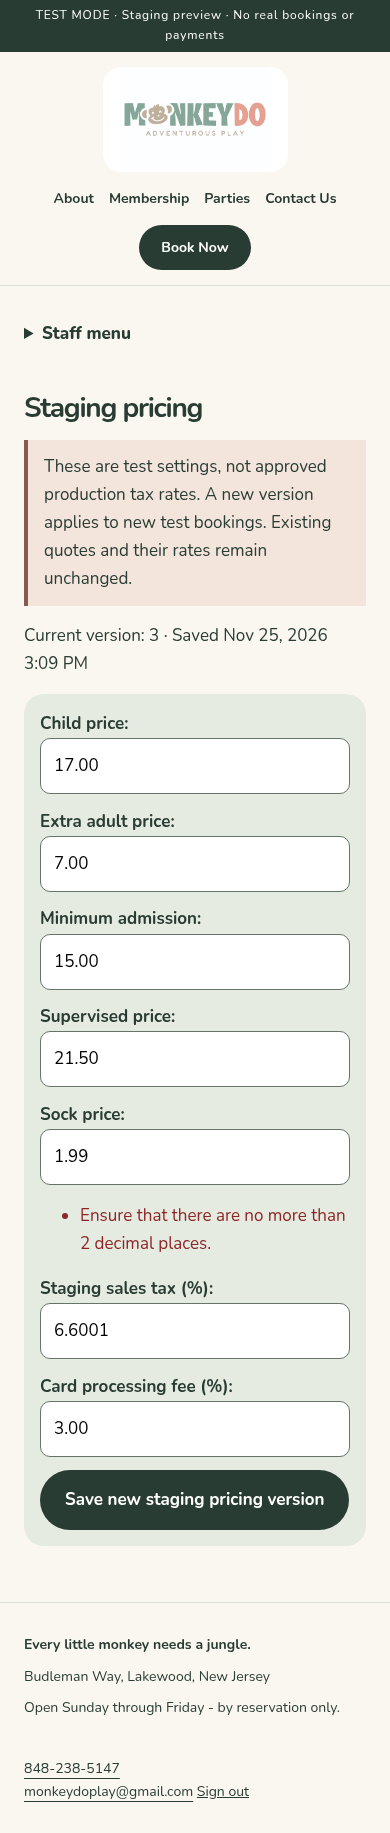 TEST MODE · Staging preview · No real bookings or
payments
MONKEYDO
ADVENTUROUS PLAY
About Membership Parties Contact Us
Book Now
Staff menu
Staging pricing
These are test settings, not approved
production tax rates. A new version
applies to new test bookings. Existing
quotes and their rates remain
unchanged.
Current version: 3 · Saved Nov 25, 2026
3:09 PM
Child price:
17.00
Extra adult price:
7.00
Minimum admission:
15.00
Supervised price:
21.50
Sock price:
1.99
• Ensure that there are no more than
2 decimal places.
Staging sales tax (%):
6.6001
Card processing fee (%):
3.00
Save new staging pricing version
Every little monkey needs a jungle.
Budleman Way, Lakewood, New Jersey
Open Sunday through Friday - by reservation only.
848-238-5147
monkeydoplay@gmail.com Sign out